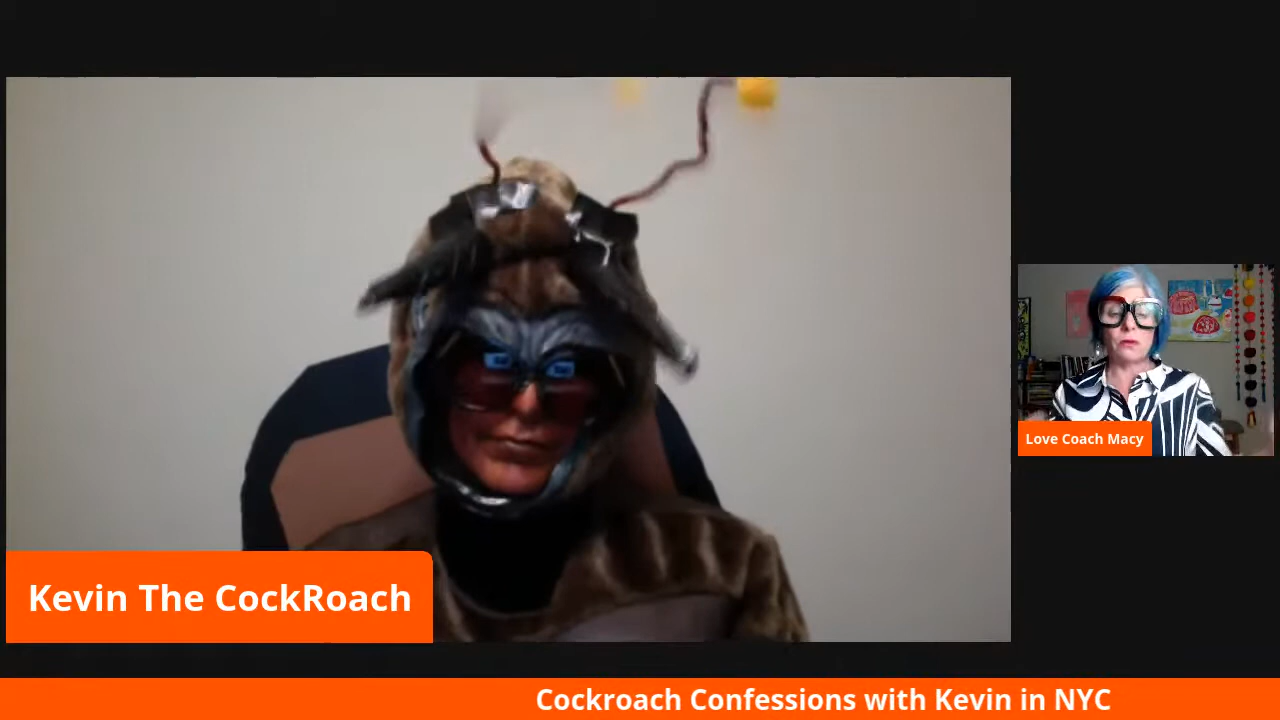 Kevin The CockRoach
Love Coach Macy
Cockroach Confessions with Kevin in NYC